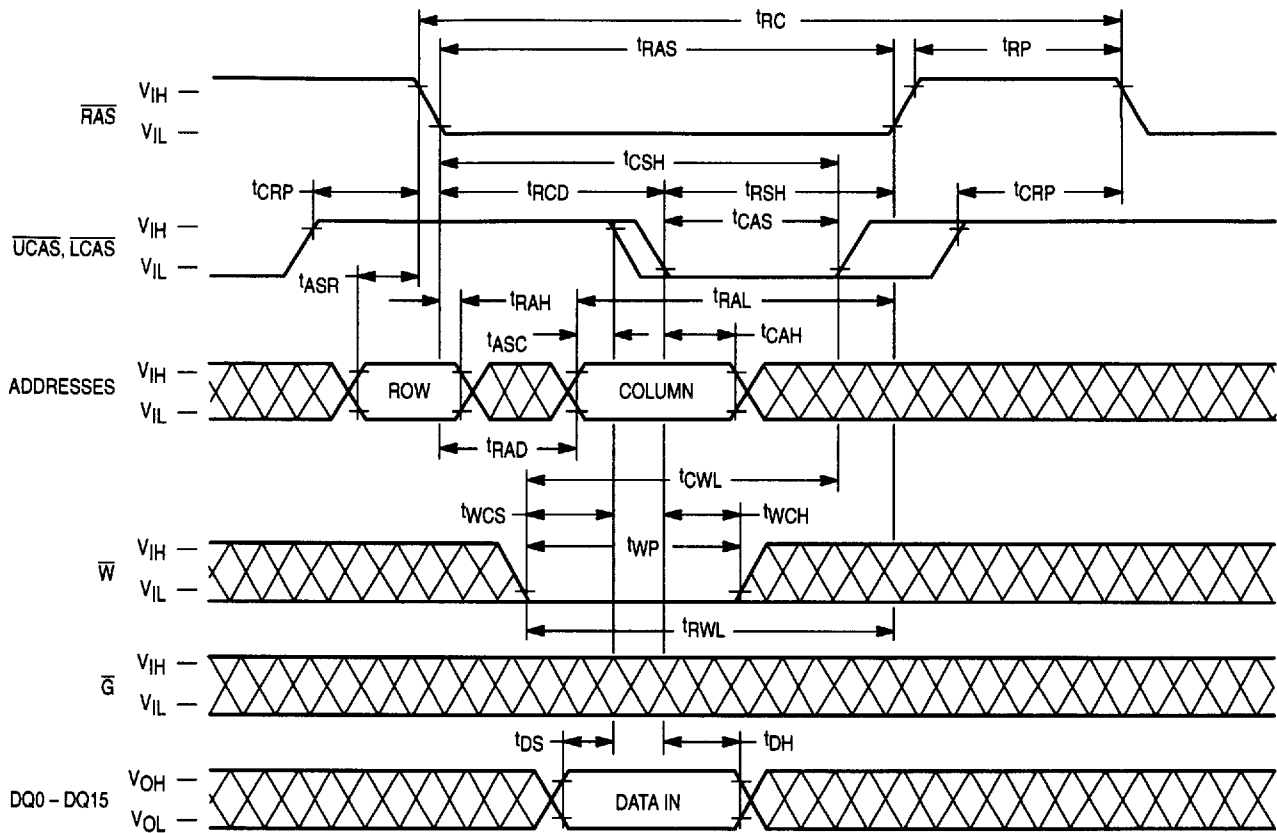 tRC
tRAS
tRP
RAS
VIH
VIL
tCSH
tCRP
tRCD
tRSH
tCRP
UCAS, LCAS
VIH
VIL
tCAS
tASR
tRAH
tRAL
tASC
tCAH
ADDRESSES
VIH
VIL
ROW
COLUMN
tRAD
tCWL
tWCS
tWCH
W
VIH
VIL
tWP
tRWL
G
VIH
VIL
tDS
tDH
DQ0 – DQ15
VOH
VOL
DATA IN